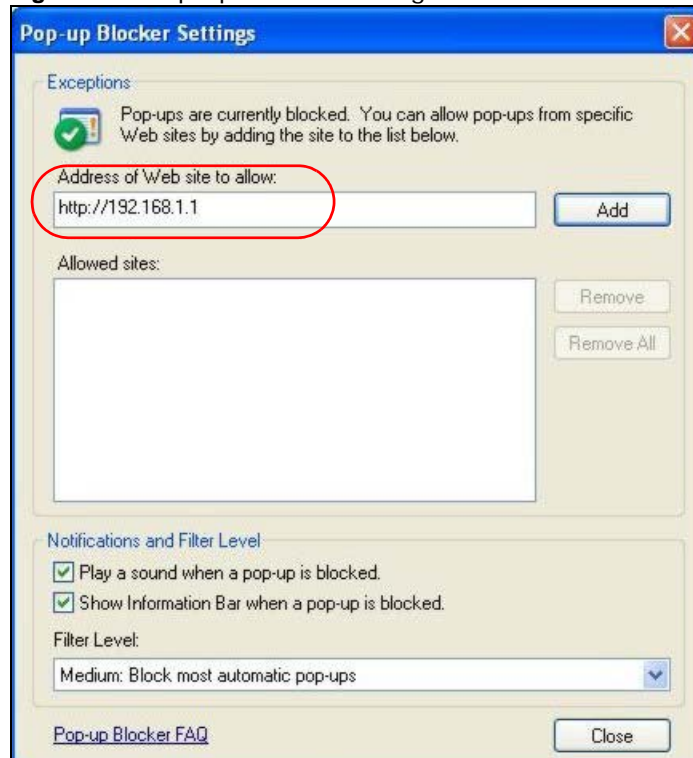 Pop-up Blocker Settings
Exceptions
Pop-ups are currently blocked. You can allow pop-ups from specific
Web sites by adding the site to the list below.
Address of Web site to allow:
http://192.168.1.1
Add
Allowed sites:
Remove
Remove All
Notifications and Filter Level
Play a sound when a pop-up is blocked.
Show Information Bar when a pop-up is blocked.
Filter Level:
Medium: Block most automatic pop-ups
Pop-up Blocker FAQ
Close